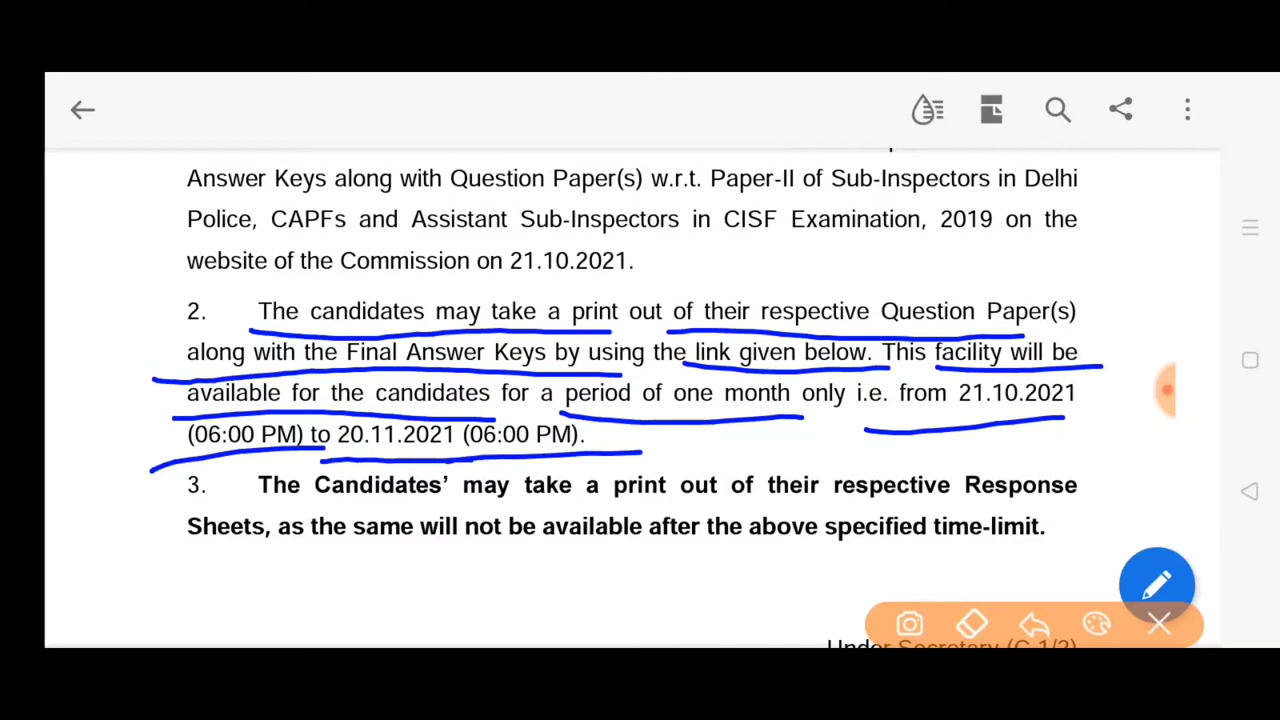 Answer Keys along with Question Paper(s) w.r.t. Paper-II of Sub-Inspectors in Delhi
Police, CAPFs and Assistant Sub-Inspectors in CISF Examination, 2019 on the
website of the Commission on 21.10.2021.
2. The candidates may take a print out of their respective Question Paper(s)
along with the Final Answer Keys by using the link given below. This facility will be
available for the candidates for a period of one month only i.e. from 21.10.2021
(06:00 PM) to 20.11.2021 (06:00 PM).
3. The Candidates’ may take a print out of their respective Response
Sheets, as the same will not be available after the above specified time-limit.
Under Secretary (C-1/2)